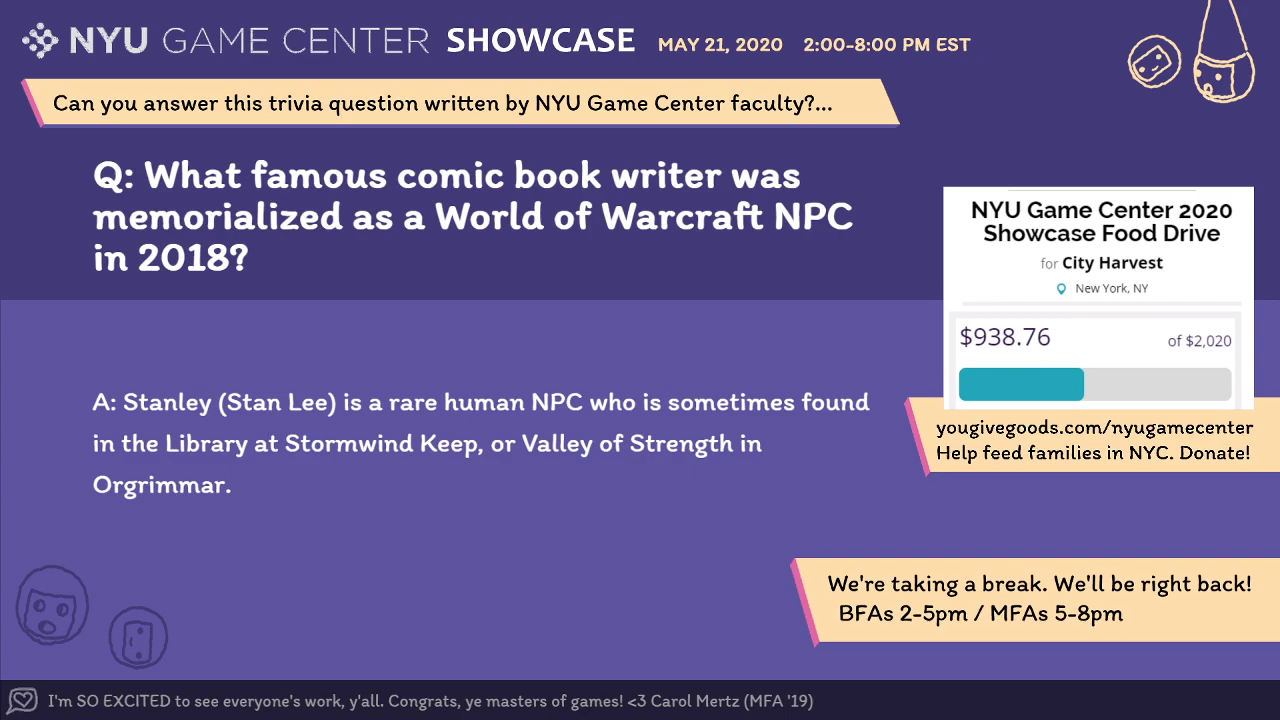 NYU GAME CENTER SHOWCASE MAY 21, 2020 2:00-8:00 PM EST
Can you answer this trivia question written by NYU Game Center faculty?...
Q: What famous comic book writer was
memorialized as a World of Warcraft NPC
in 2018?
A: Stanley (Stan Lee) is a rare human NPC who is sometimes found
in the Library at Stormwind Keep, or Valley of Strength in
Orgrimmar.
NYU Game Center 2020
Showcase Food Drive
for City Harvest
New York, NY
$938.76 of $2,020
yougivegoods.com/nyugamecenter
Help feed families in NYC. Donate!
We're taking a break. We'll be right back!
BFAs 2-5pm / MFAs 5-8pm
I'm SO EXCITED to see everyone's work, y'all. Congrats, ye masters of games! <3 Carol Mertz (MFA '19)